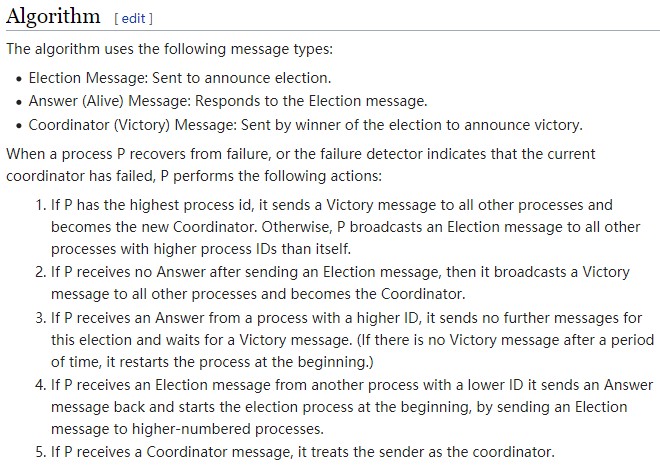 Algorithm [ edit ]
The algorithm uses the following message types:
• Election Message: Sent to announce election.
• Answer (Alive) Message: Responds to the Election message.
• Coordinator (Victory) Message: Sent by winner of the election to announce victory.
When a process P recovers from failure, or the failure detector indicates that the current
coordinator has failed, P performs the following actions:
1. If P has the highest process id, it sends a Victory message to all other processes and
becomes the new Coordinator. Otherwise, P broadcasts an Election message to all other
processes with higher process IDs than itself.
2. If P receives no Answer after sending an Election message, then it broadcasts a Victory
message to all other processes and becomes the Coordinator.
3. If P receives an Answer from a process with a higher ID, it sends no further messages for
this election and waits for a Victory message. (If there is no Victory message after a period
of time, it restarts the process at the beginning.)
4. If P receives an Election message from another process with a lower ID it sends an Answer
message back and starts the election process at the beginning, by sending an Election
message to higher-numbered processes.
5. If P receives a Coordinator message, it treats the sender as the coordinator.